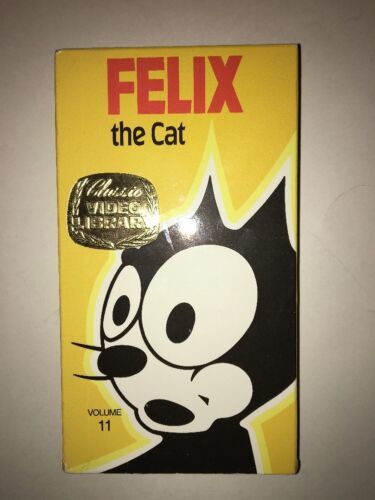 FELIX
the Cat
Classic
VIDEO
LIBRARY
VOLUME
11